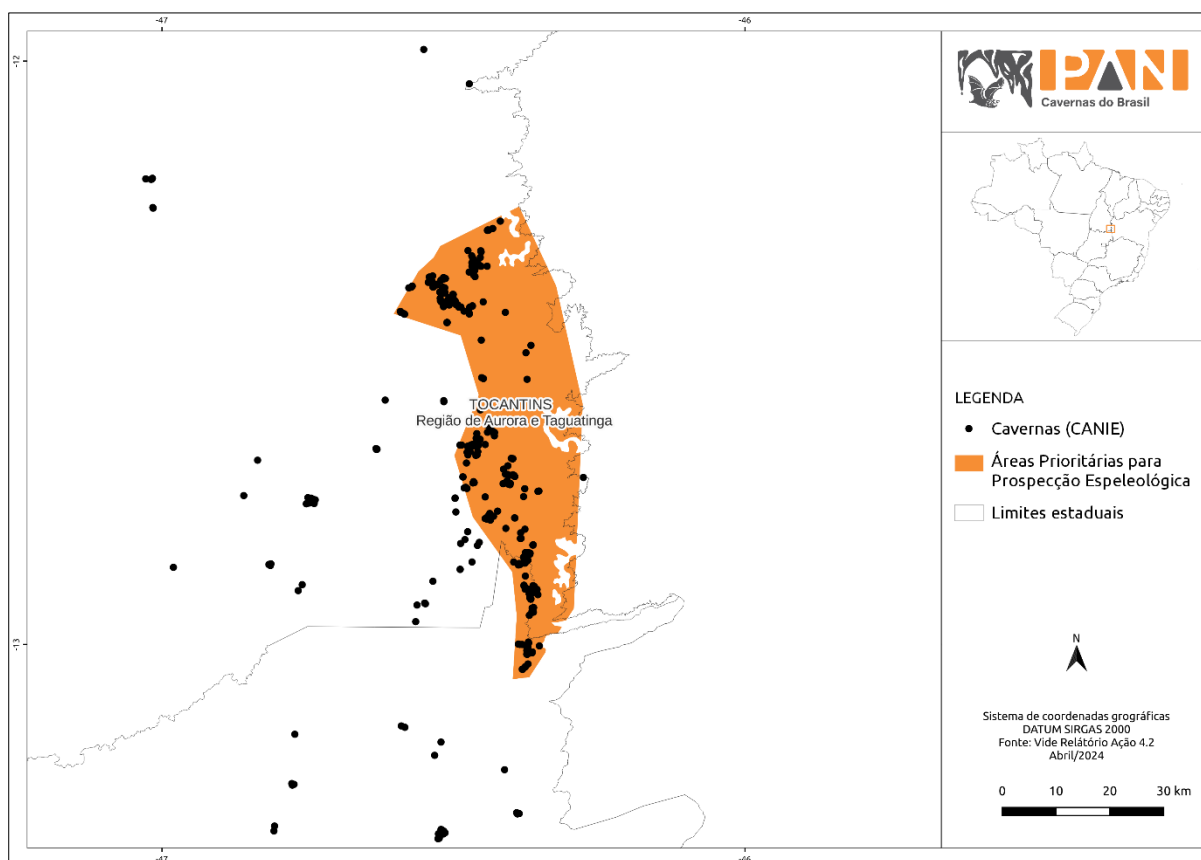 -47
-46
-12
-13
TOCANTINS
Região de Aurora e Taguatinga
-47
-46
PAN
Cavernas do Brasil
LEGENDA
Cavernas (CANIE)
Áreas Prioritárias para
Prospecção Espeleológica
Limites estaduais
N
Sistema de coordenadas grográficas
DATUM SIRGAS 2000
Fonte: Vide Relátório Ação 4.2
Abril/2024
0 10 20 30 km